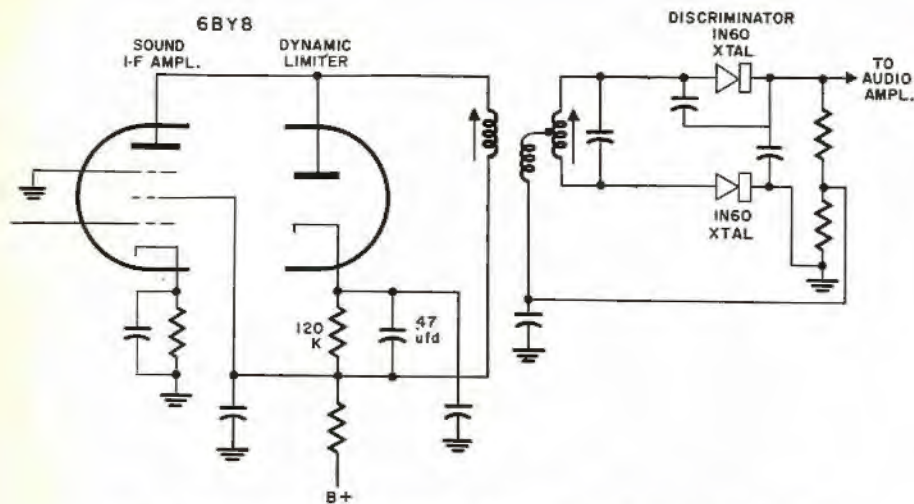 6BY8
SOUND
I-F AMPL.
DYNAMIC
LIMITER
DISCRIMINATOR
IN60
XTAL
TO
AUDIO
AMPL.
IN60
XTAL
120
K
.47
ufd
B+